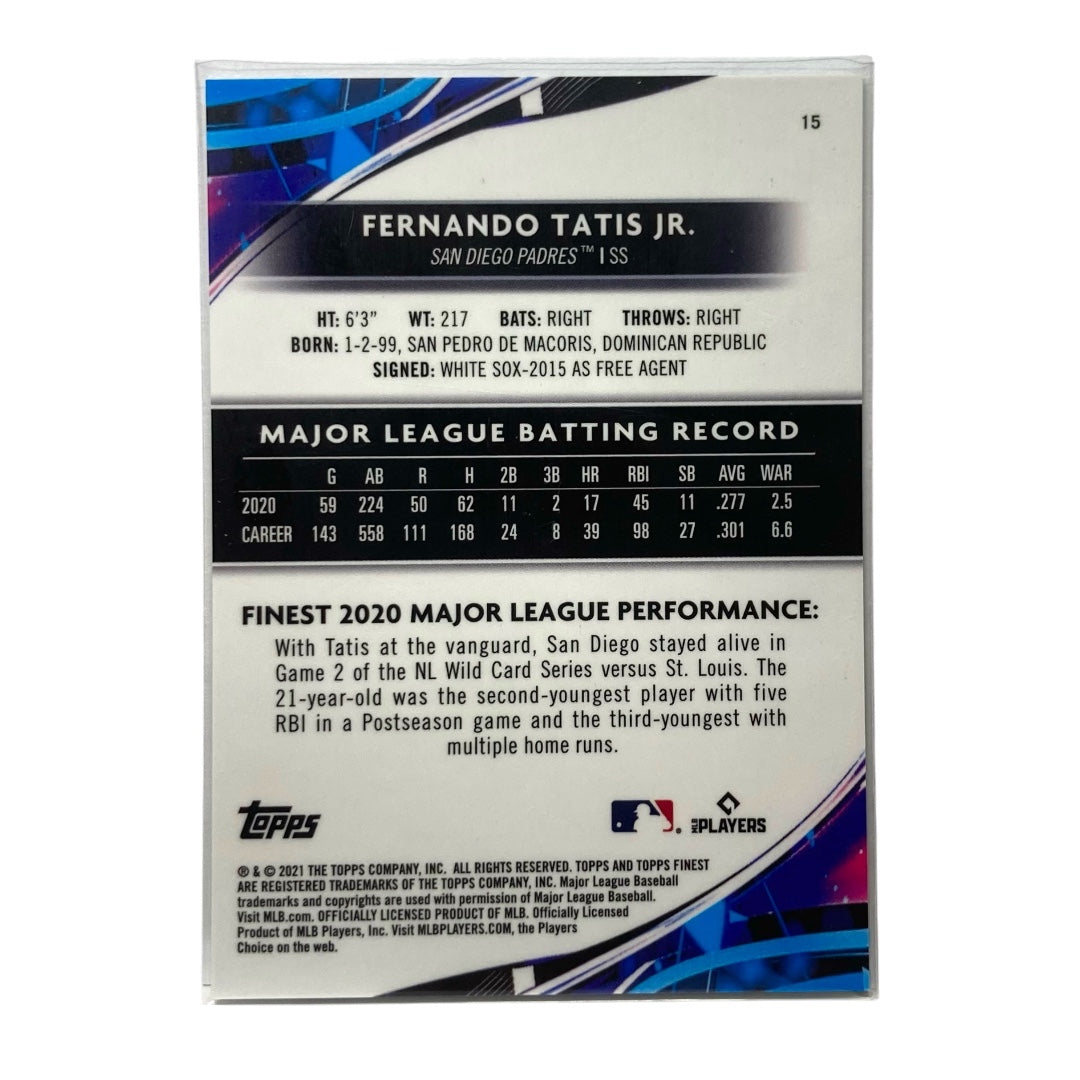 15
FERNANDO TATIS JR.
SAN DIEGO PADRES™ | SS
HT: 6'3" WT: 217 BATS: RIGHT THROWS: RIGHT
BORN: 1-2-99, SAN PEDRO DE MACORIS, DOMINICAN REPUBLIC
SIGNED: WHITE SOX-2015 AS FREE AGENT
MAJOR LEAGUE BATTING RECORD
G AB R H 2B 3B HR RBI SB AVG WAR
2020 59 224 50 62 11 2 17 45 11 .277 2.5
CAREER 143 558 111 168 24 8 39 98 27 .301 6.6
FINEST 2020 MAJOR LEAGUE PERFORMANCE:
With Tatis at the vanguard, San Diego stayed alive in
Game 2 of the NL Wild Card Series versus St. Louis. The
21-year-old was the second-youngest player with five
RBI in a Postseason game and the third-youngest with
multiple home runs.
Topps ® MLB PLAYERS
® & © 2021 THE TOPPS COMPANY, INC. ALL RIGHTS RESERVED. TOPPS AND TOPPS FINEST
ARE REGISTERED TRADEMARKS OF THE TOPPS COMPANY, INC. Major League Baseball
trademarks and copyrights are used with permission of Major League Baseball.
Visit MLB.com. OFFICIALLY LICENSED PRODUCT OF MLB. Officially Licensed
Product of MLB Players, Inc. Visit MLBPLAYERS.COM, the Players
Choice on the web.